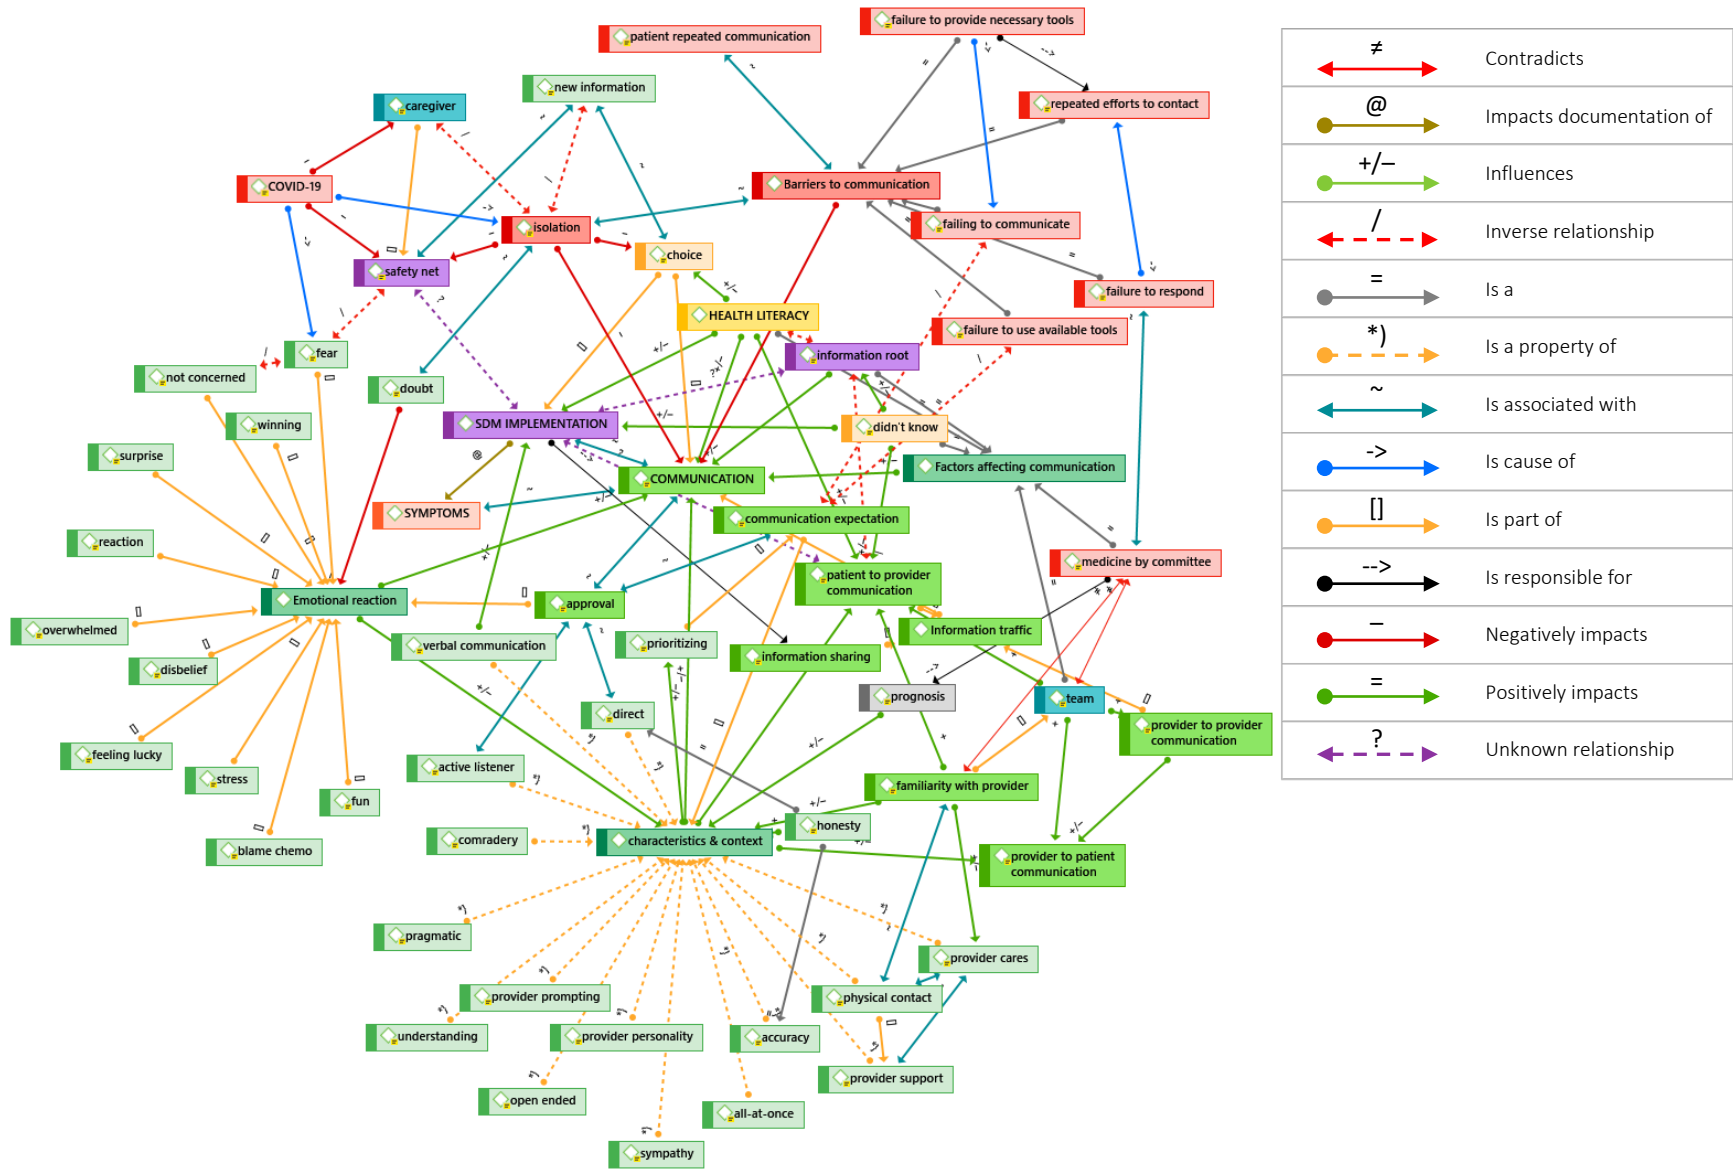 failure to provide necessary tools
patient repeated communication
new information
caregiver
repeated efforts to contact
COVID-19
Barriers to communication
isolation
failing to communicate
choice
safety net
failure to respond
HEALTH LITERACY
failure to use available tools
fear
information root
not concerned
doubt
winning
SDM IMPLEMENTATION
didn't know
surprise
Factors affecting communication
COMMUNICATION
SYMPTOMS
communication expectation
reaction
medicine by committee
patient to provider
communication
Emotional reaction
approval
overwhelmed
Information traffic
verbal communication
prioritizing
information sharing
disbelief
prognosis
team
direct
provider to provider
communication
feeling lucky
active listener
stress
familiarity with provider
fun
honesty
comradery
characteristics & context
blame chemo
provider to patient
communication
pragmatic
provider cares
provider prompting
physical contact
understanding
provider personality
accuracy
provider support
open ended
all-at-once
sympathy
≠ Contradicts
@ Impacts documentation of
+/– Influences
/ Inverse relationship
= Is a
*) Is a property of
~ Is associated with
-> Is cause of
[] Is part of
--> Is responsible for
– Negatively impacts
= Positively impacts
? Unknown relationship